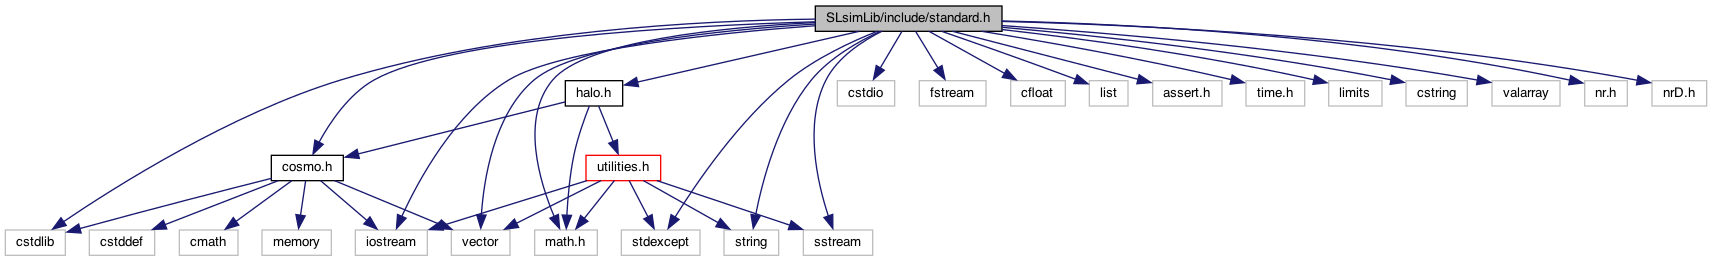 SLsimLib/include/standard.h
halo.h
cstdio
fstream
cfloat
list
assert.h
time.h
limits
cstring
valarray
nr.h
nrD.h
cosmo.h
utilities.h
cstdlib
cstddef
cmath
memory
iostream
vector
math.h
stdexcept
string
sstream